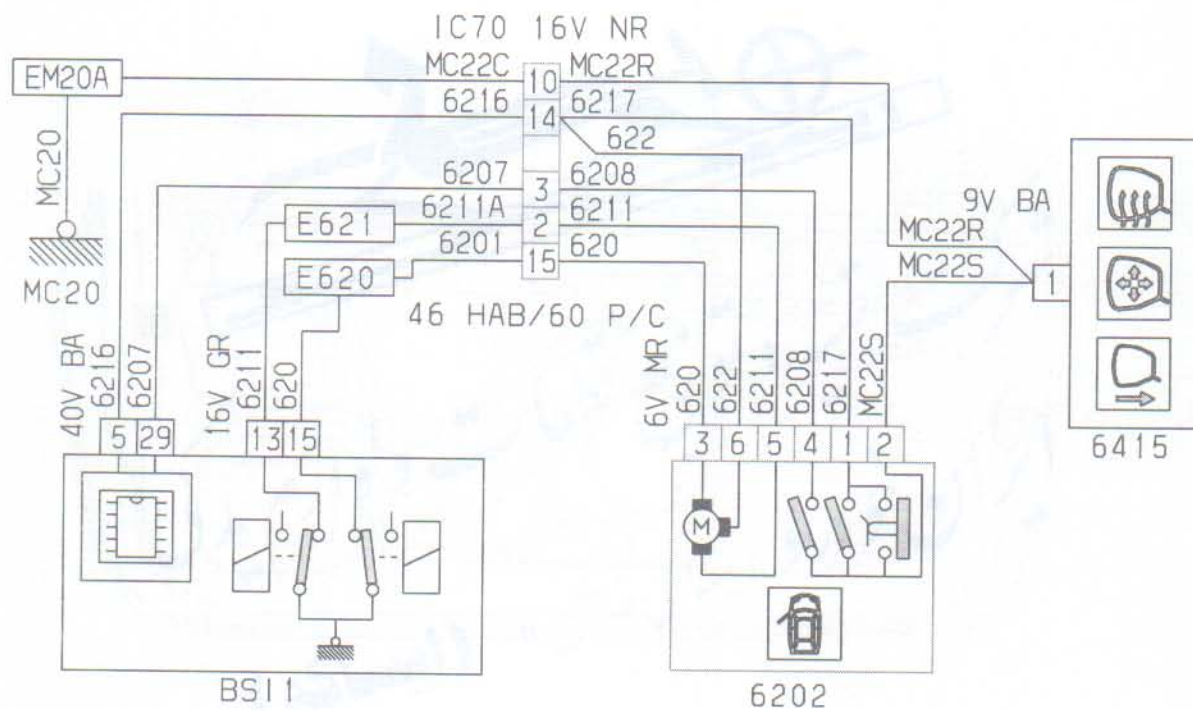 IC70 16V NR
EM20A
MC22C 10 MC22R
6216 14 6217
622
MC20
6207 3 6208
6211A 2 6211
E621
6201 15 620
E620
9V BA
MC22R
MC22S
1
MC20
46 HAB/60 P/C
40V BA
6216
6207
16V GR
6211
620
6V MR
620
622
6211
6208
6217
MC22S
5 29
13 15
3 6 5 4 1 2
6415
M
BSI1
6202